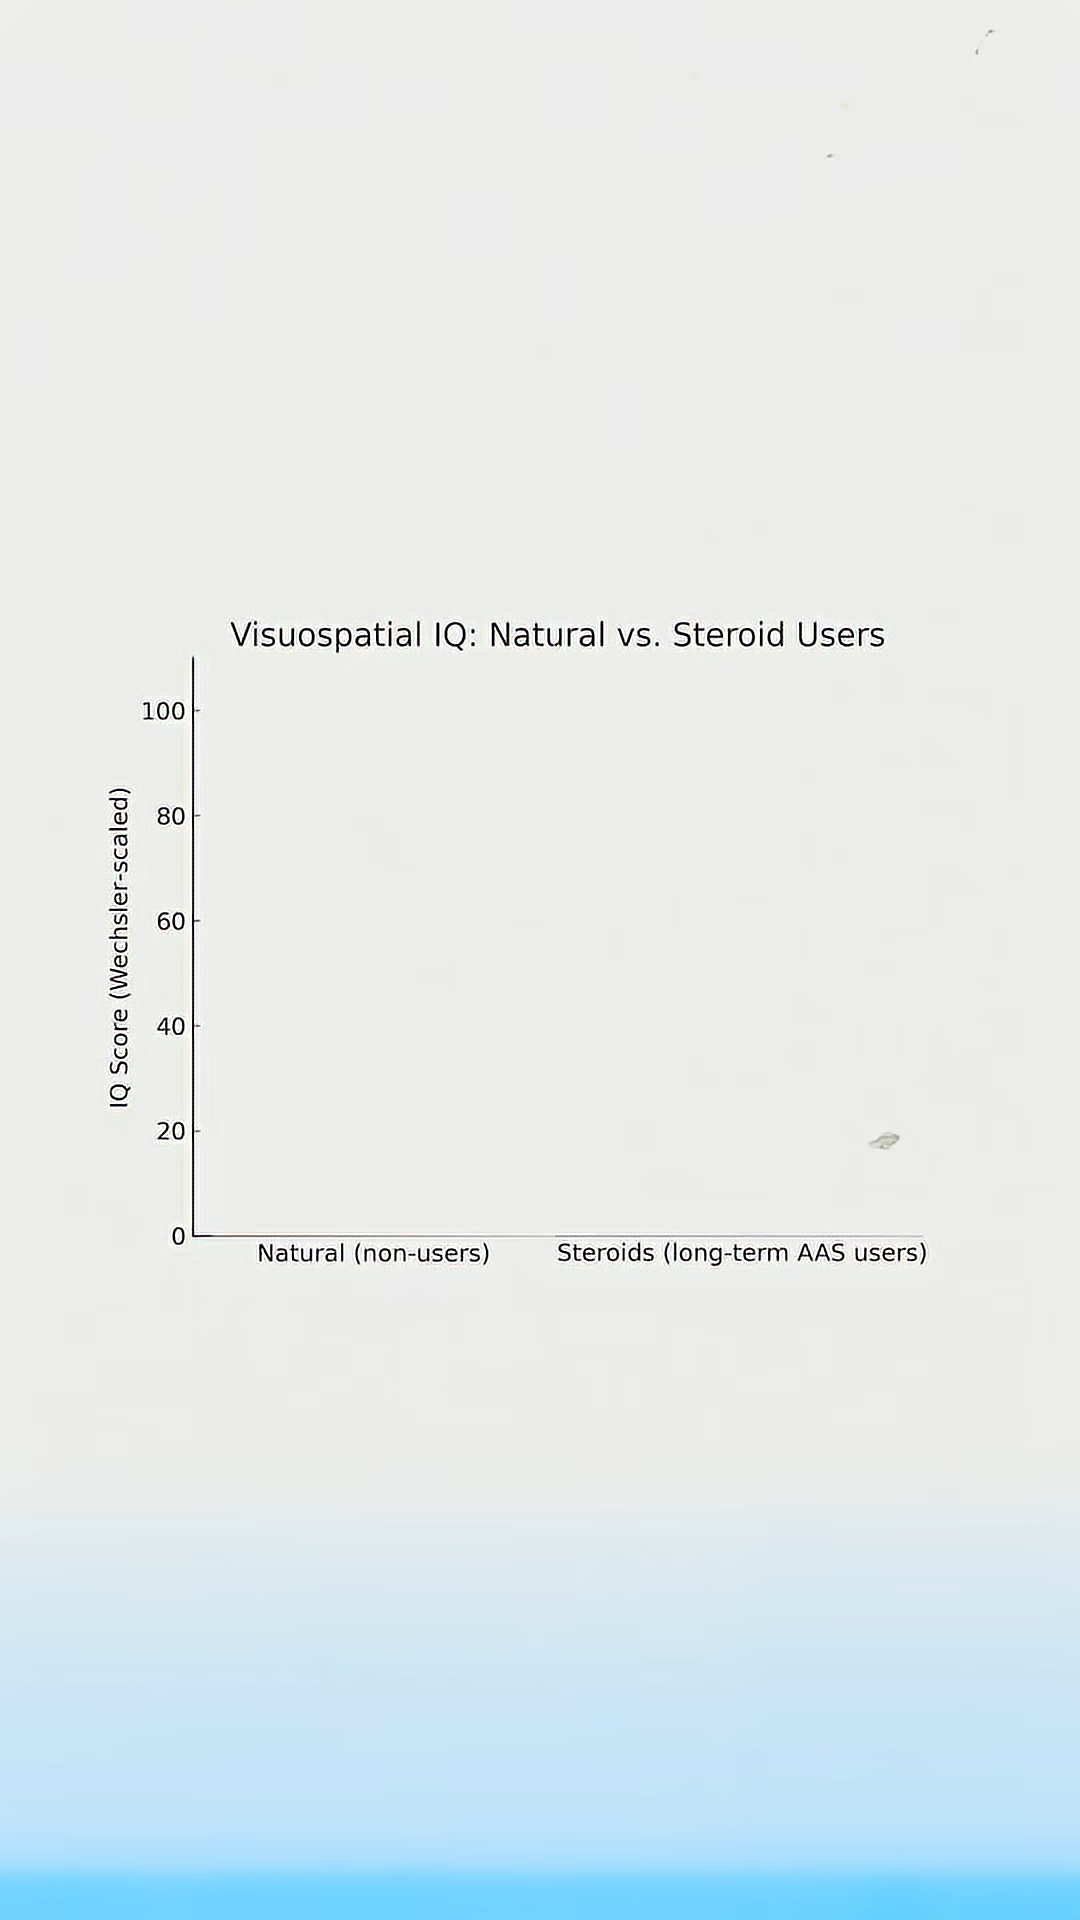 Visuospatial IQ: Natural vs. Steroid Users
100
80
60
40
20
0
IQ Score (Wechsler-scaled)
Natural (non-users)
Steroids (long-term AAS users)